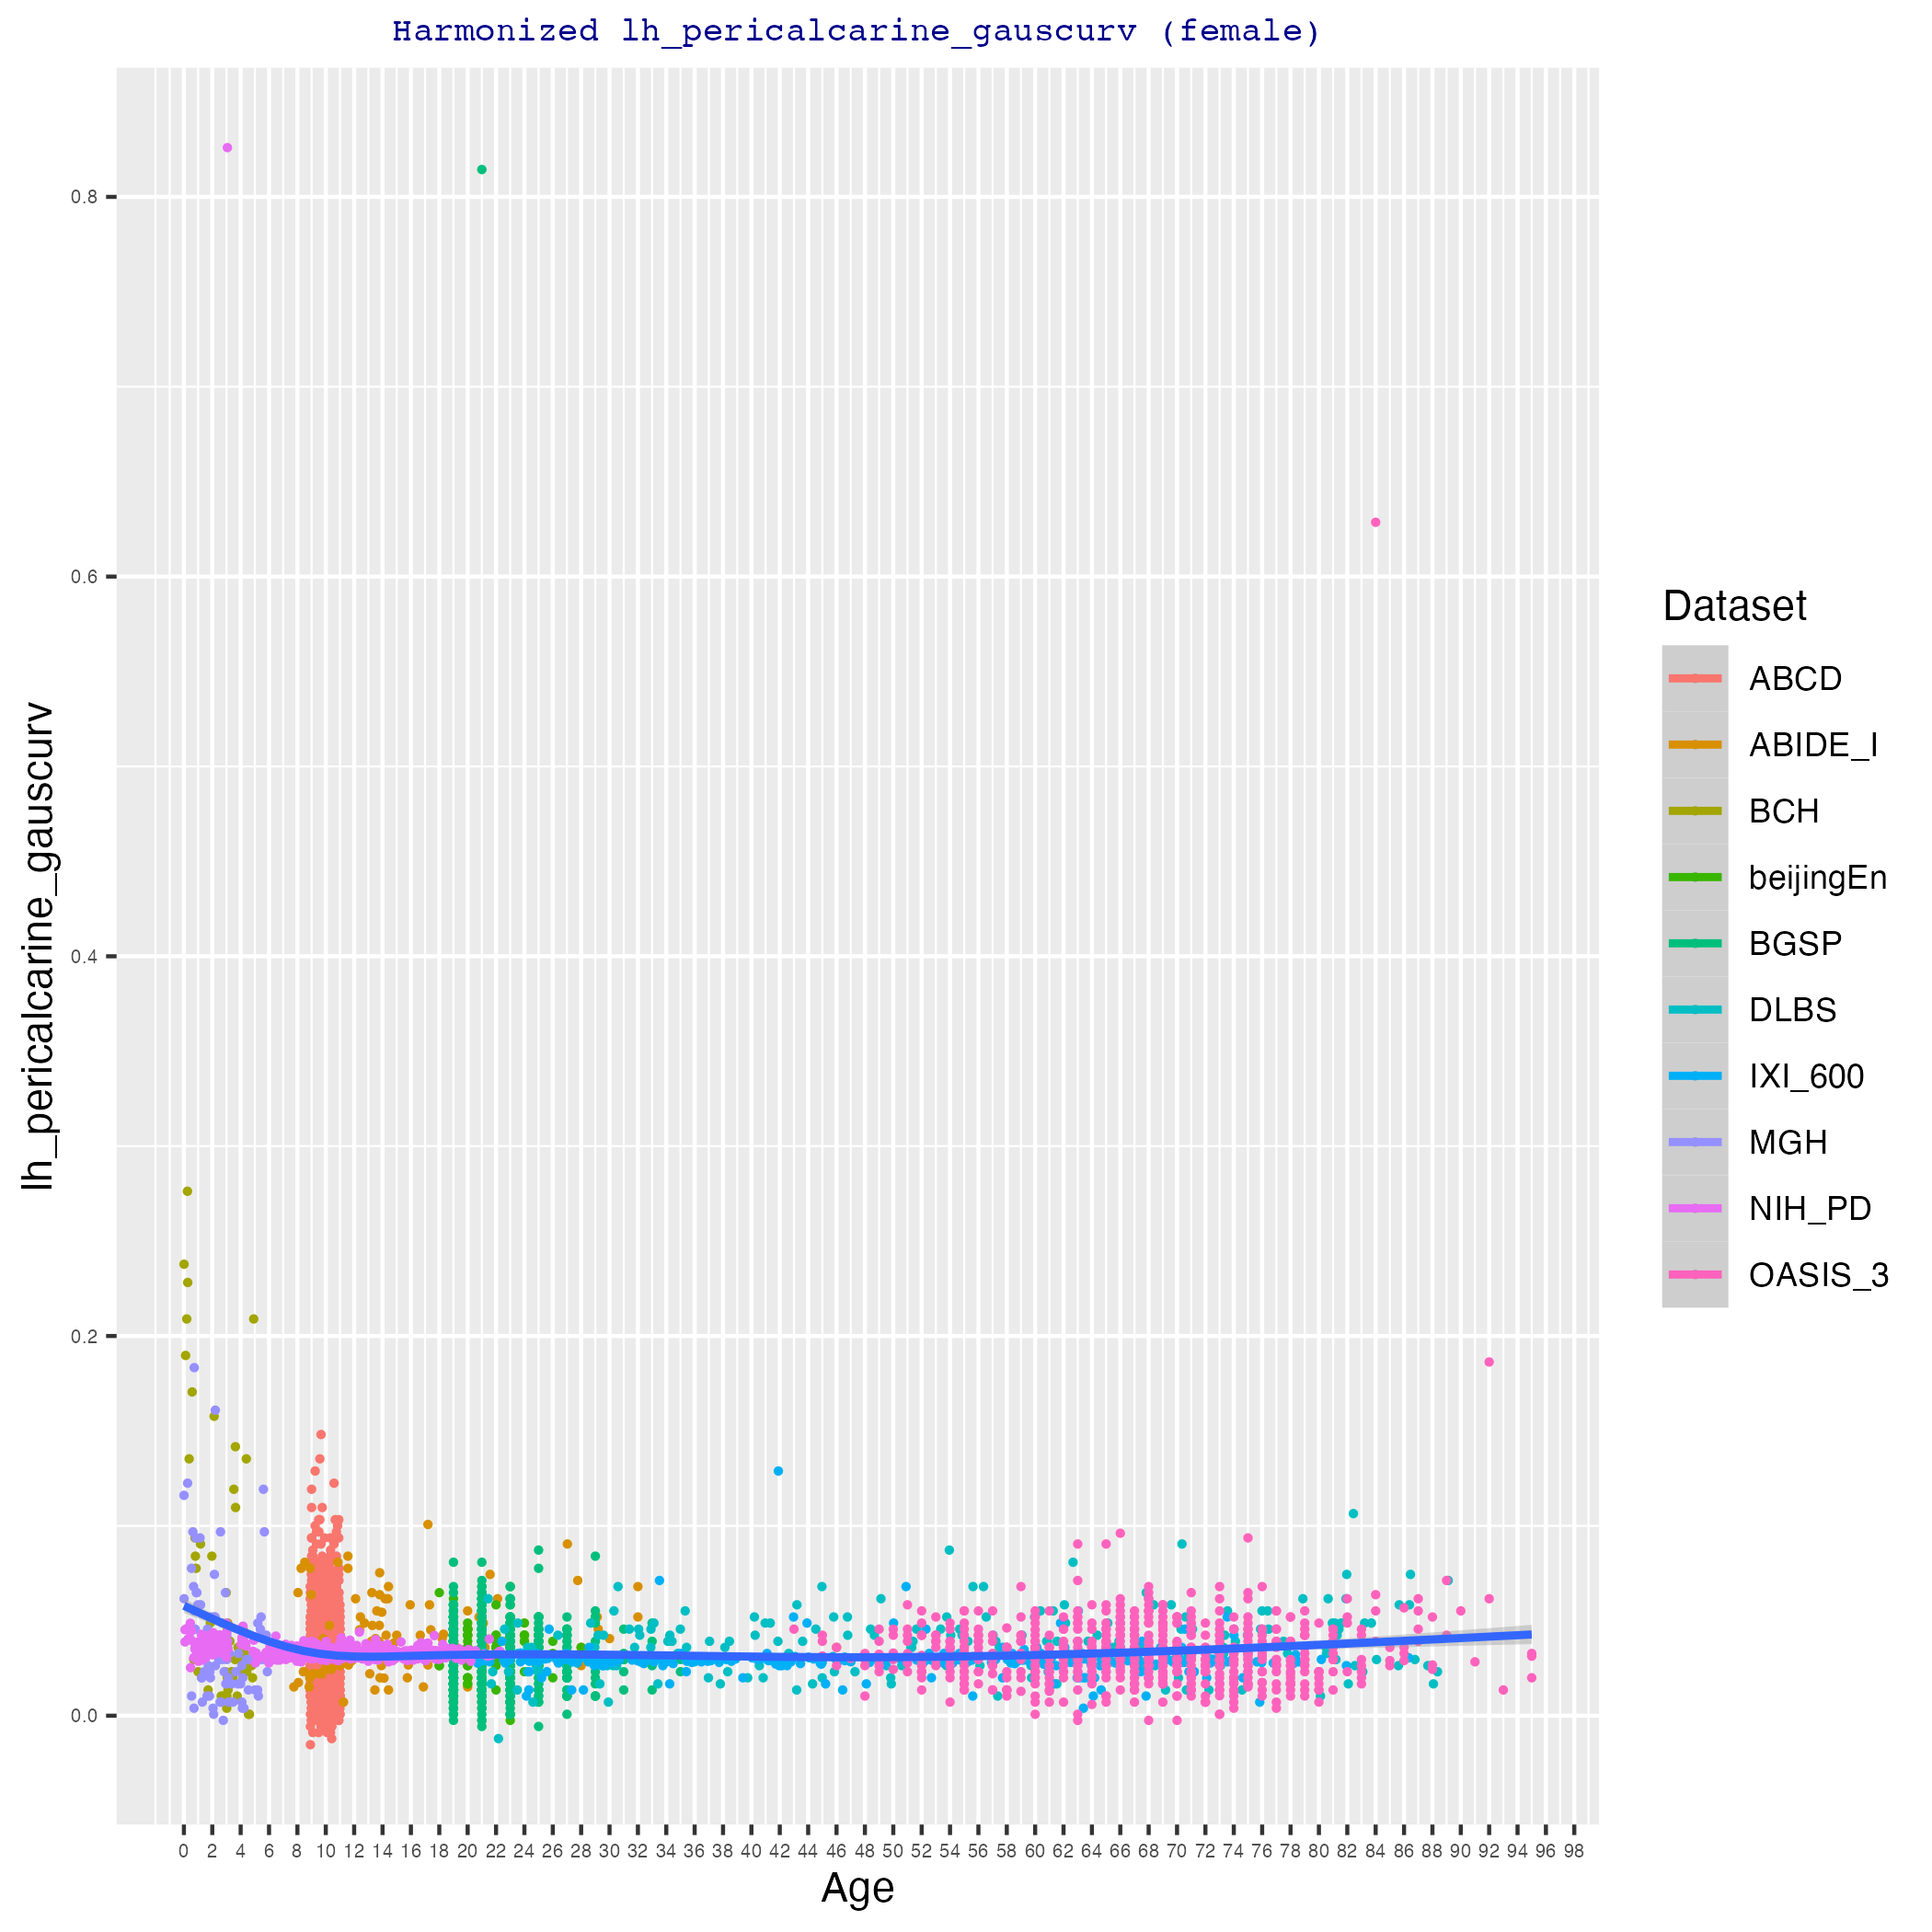 Harmonized lh_pericalcarine_gauscurv (female)
lh_pericalcarine_gauscurv
0.8
0.6
0.4
0.2
0.0
0 2 4 6 8 10 12 14 16 18 20 22 24 26 28 30 32 34 36 38 40 42 44 46 48 50 52 54 56 58 60 62 64 66 68 70 72 74 76 78 80 82 84 86 88 90 92 94 96 98
Age
Dataset
ABCD
ABIDE_I
BCH
beijingEn
BGSP
DLBS
IXI_600
MGH
NIH_PD
OASIS_3